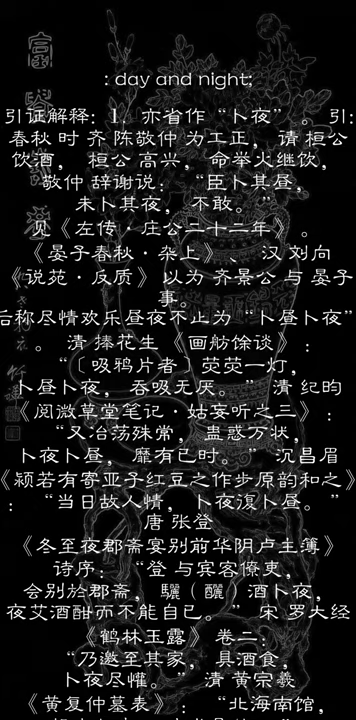 : day and night;
引证解释: 1. 亦省作“卜夜”。 引:
春秋 时 齐 陈敬仲 为工正， 请 桓公
饮酒， 桓公 高兴， 命举火继饮，
敬仲 辞谢说： “臣卜其昼，
未卜其夜， 不敢。”
见《左传·庄公二十二年》。
《晏子春秋·杂上》、 汉 刘向
《说苑·反质》 以为 齐景公 与 晏子
事。
后称尽情欢乐昼夜不止为“卜昼卜夜”
。 清 捧花生 《画舫馀谈》 :
“〔吸鸦片者〕荧荧一灯，
卜昼卜夜， 吞吸无厌。” 清 纪昀
《阅微草堂笔记·姑妄听之三》:
“又冶荡殊常， 蛊惑万状，
卜夜卜昼， 靡有已时。” 沈昌眉
《颍若有寄亚子红豆之作步原韵和之》
: “当日故人情， 卜夜復卜昼。”
唐 张登
《冬至夜郡斋宴别前华阴卢主簿》
诗序: “登 与宾客僚吏，
会别於郡斋， 驪（釃）酒卜夜，
夜艾酒酣而不能自已。” 宋 罗大经
《鹤林玉露》 卷二:
“乃邀至其家， 具酒食，
卜夜尽懽。” 清 黄宗羲
《黄复仲墓表》: “北海南馆，